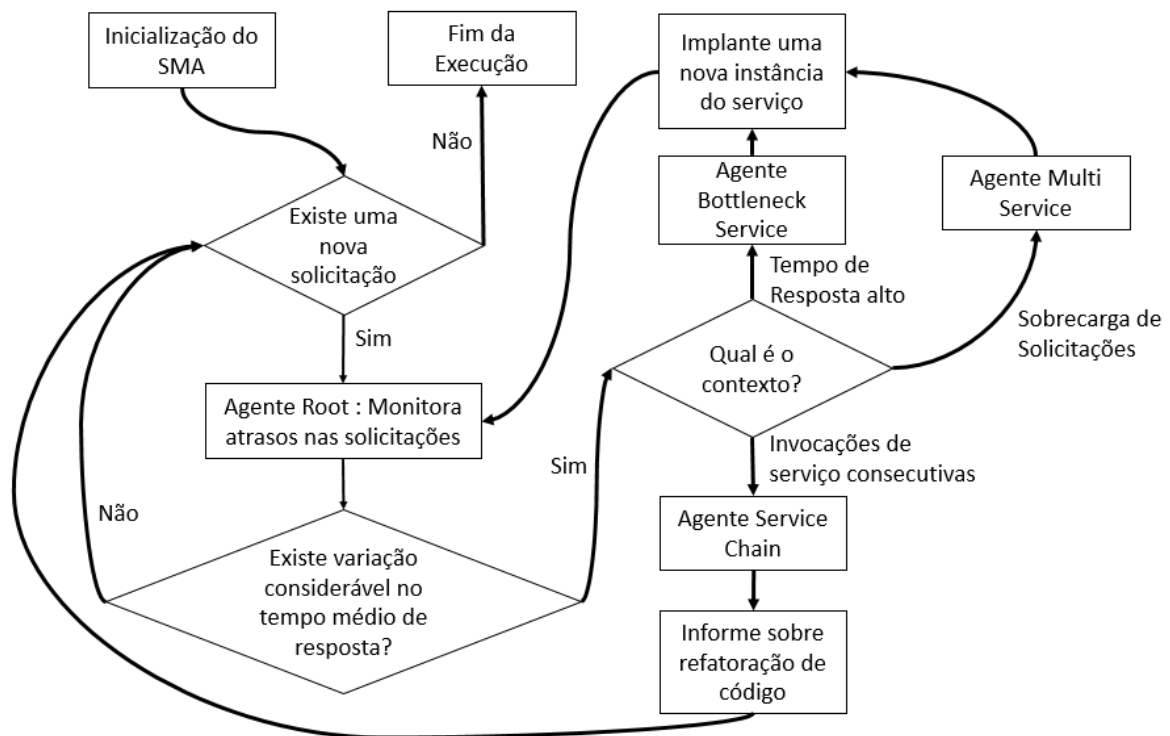 Inicialização do
SMA
Fim da
Execução
Implante uma
nova instância
do serviço
Não
Agente
Bottleneck
Service
Agente Multi
Service
Existe uma
nova
solicitação
Tempo de
Resposta alto
Sobrecarga de
Solicitações
Sim
Qual é o
contexto?
Agente Root : Monitora
atrasos nas solicitações
Sim
Invocações de
serviço consecutivas
Não
Agente Service
Chain
Existe variação
considerável no
tempo médio de
resposta?
Informe sobre
refatoração de
código